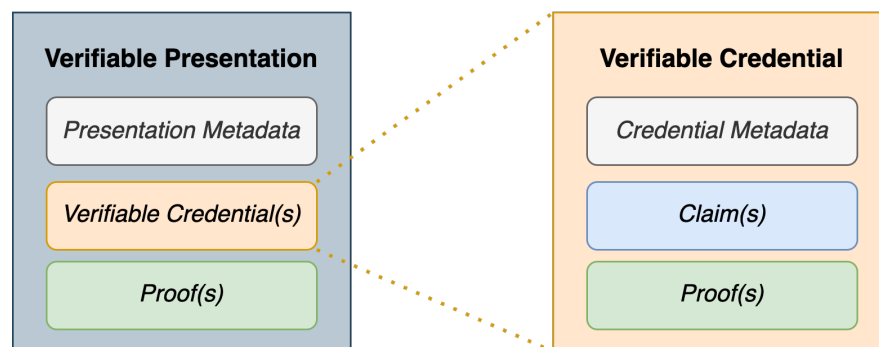 Verifiable Presentation
Presentation Metadata
Verifiable Credential(s)
Proof(s)
Verifiable Credential
Credential Metadata
Claim(s)
Proof(s)